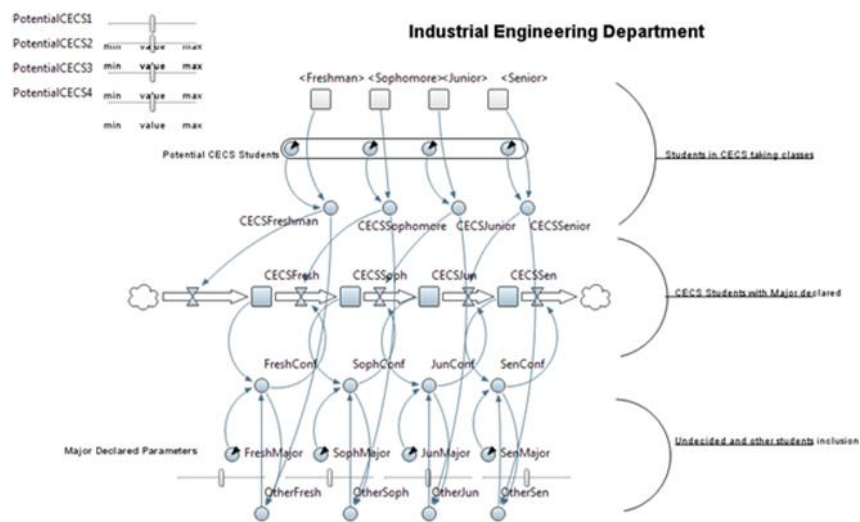 Industrial Engineering Department
PotentialCECS1
PotentialCECS2
min value max
PotentialCECS3
min value max
PotentialCECS4
min value max
min value max
<Freshman> <Sophomore> <Junior> <Senior>
Potential CECS Students
Students in CECS taking classes
CECSFreshman CECSSophomore CECSJunior CECSSenior
CECSFresh CECSSoph CECSJun CECSSen
CECS Students with Major declared
FreshConf SophConf JunConf SenConf
Undecided and other students inclusion
Major Declared Parameters
FreshMajor SophMajor JunMajor SenMajor
OtherFresh OtherSoph OtherJun OtherSen